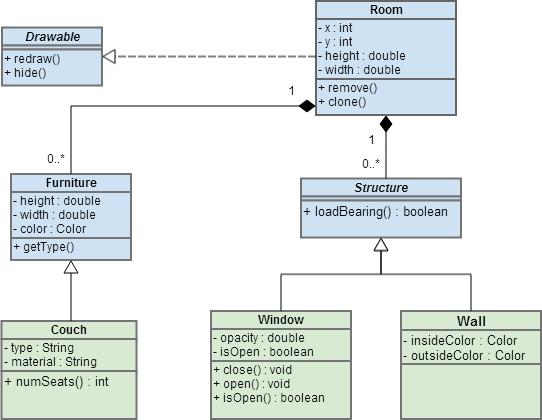 Room
- x : int
- y : int
- height : double
- width : double
+ remove()
+ clone()
Drawable
+ redraw()
+ hide()
1
0..*
1
0..*
Furniture
- height : double
- width : double
- color : Color
+ getType()
Structure
+ loadBearing() : boolean
Couch
- type : String
- material : String
+ numSeats() : int
Window
- opacity : double
- isOpen : boolean
+ close() : void
+ open() : void
+ isOpen() : boolean
Wall
- insideColor : Color
- outsideColor : Color